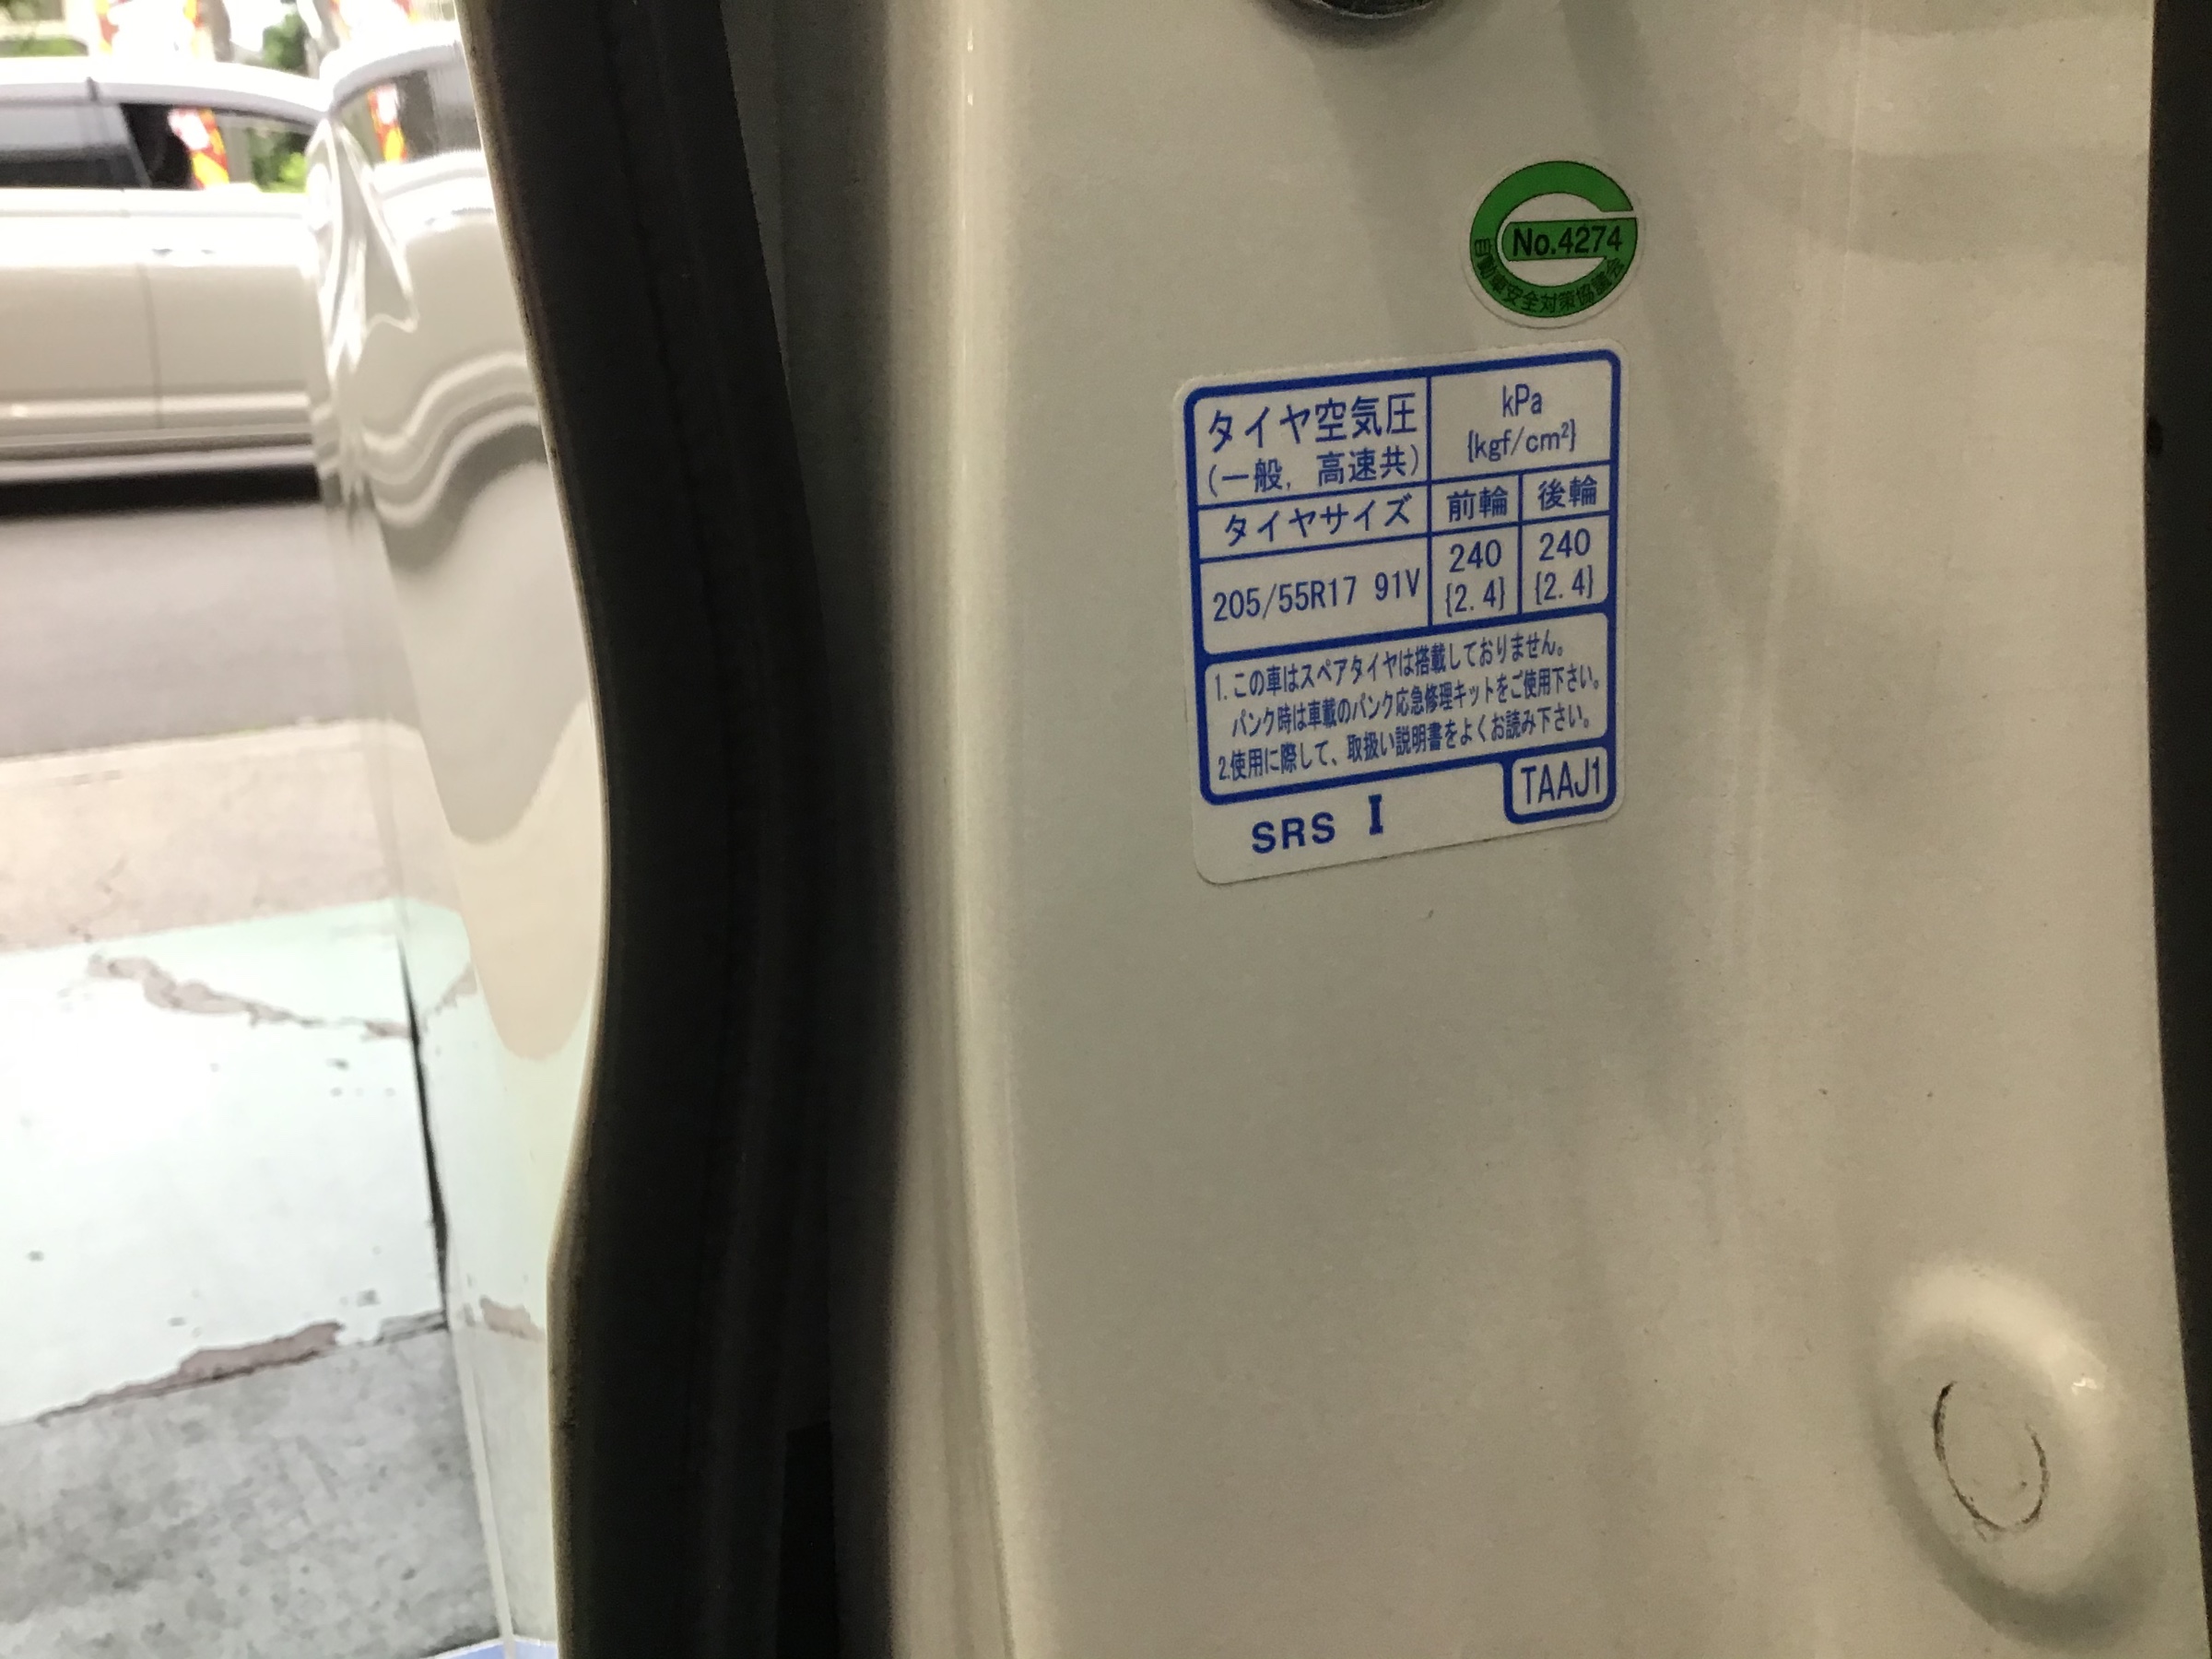 No.4274
自動車安全対策協議会
タイヤ空気圧
(一般, 高速共)
kPa
{kgf/cm²}
タイヤサイズ
前輪
後輪
205/55R17 91V
240
{2.4}
240
{2.4}
1.この車はスペアタイヤは搭載しておりません。
パンク時は車載のパンク応急修理キットをご使用下さい。
2.使用に際して、取扱い説明書をよくお読み下さい。
SRS I
TAAJ1